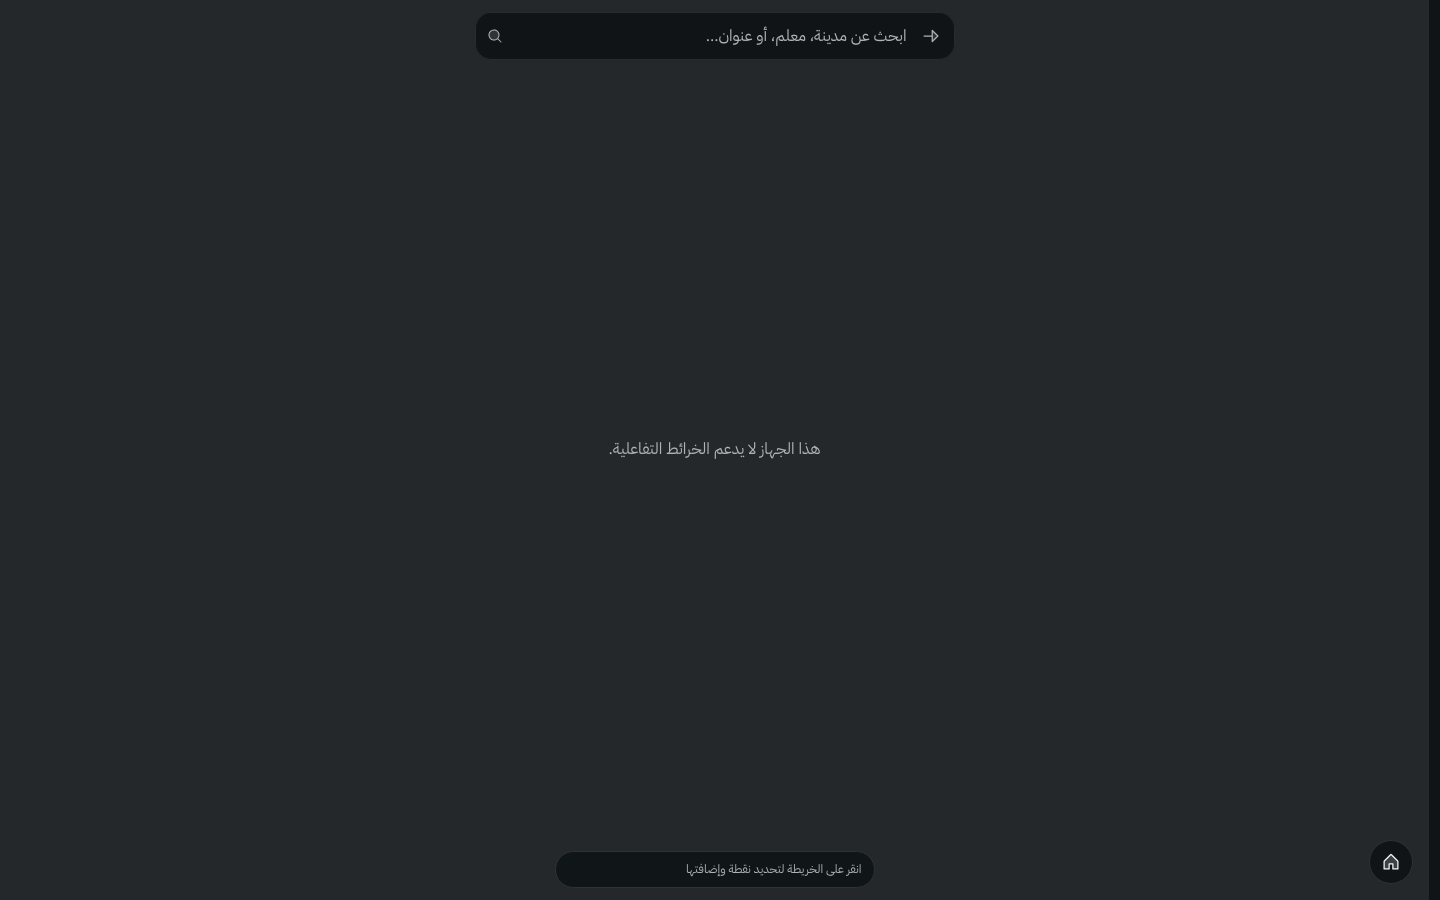 ابحث عن مدينة، معلم، أو عنوان...
هذا الجهاز لا يدعم الخرائط التفاعلية.
انقر على الخريطة لتحديد نقطة وإضافتها